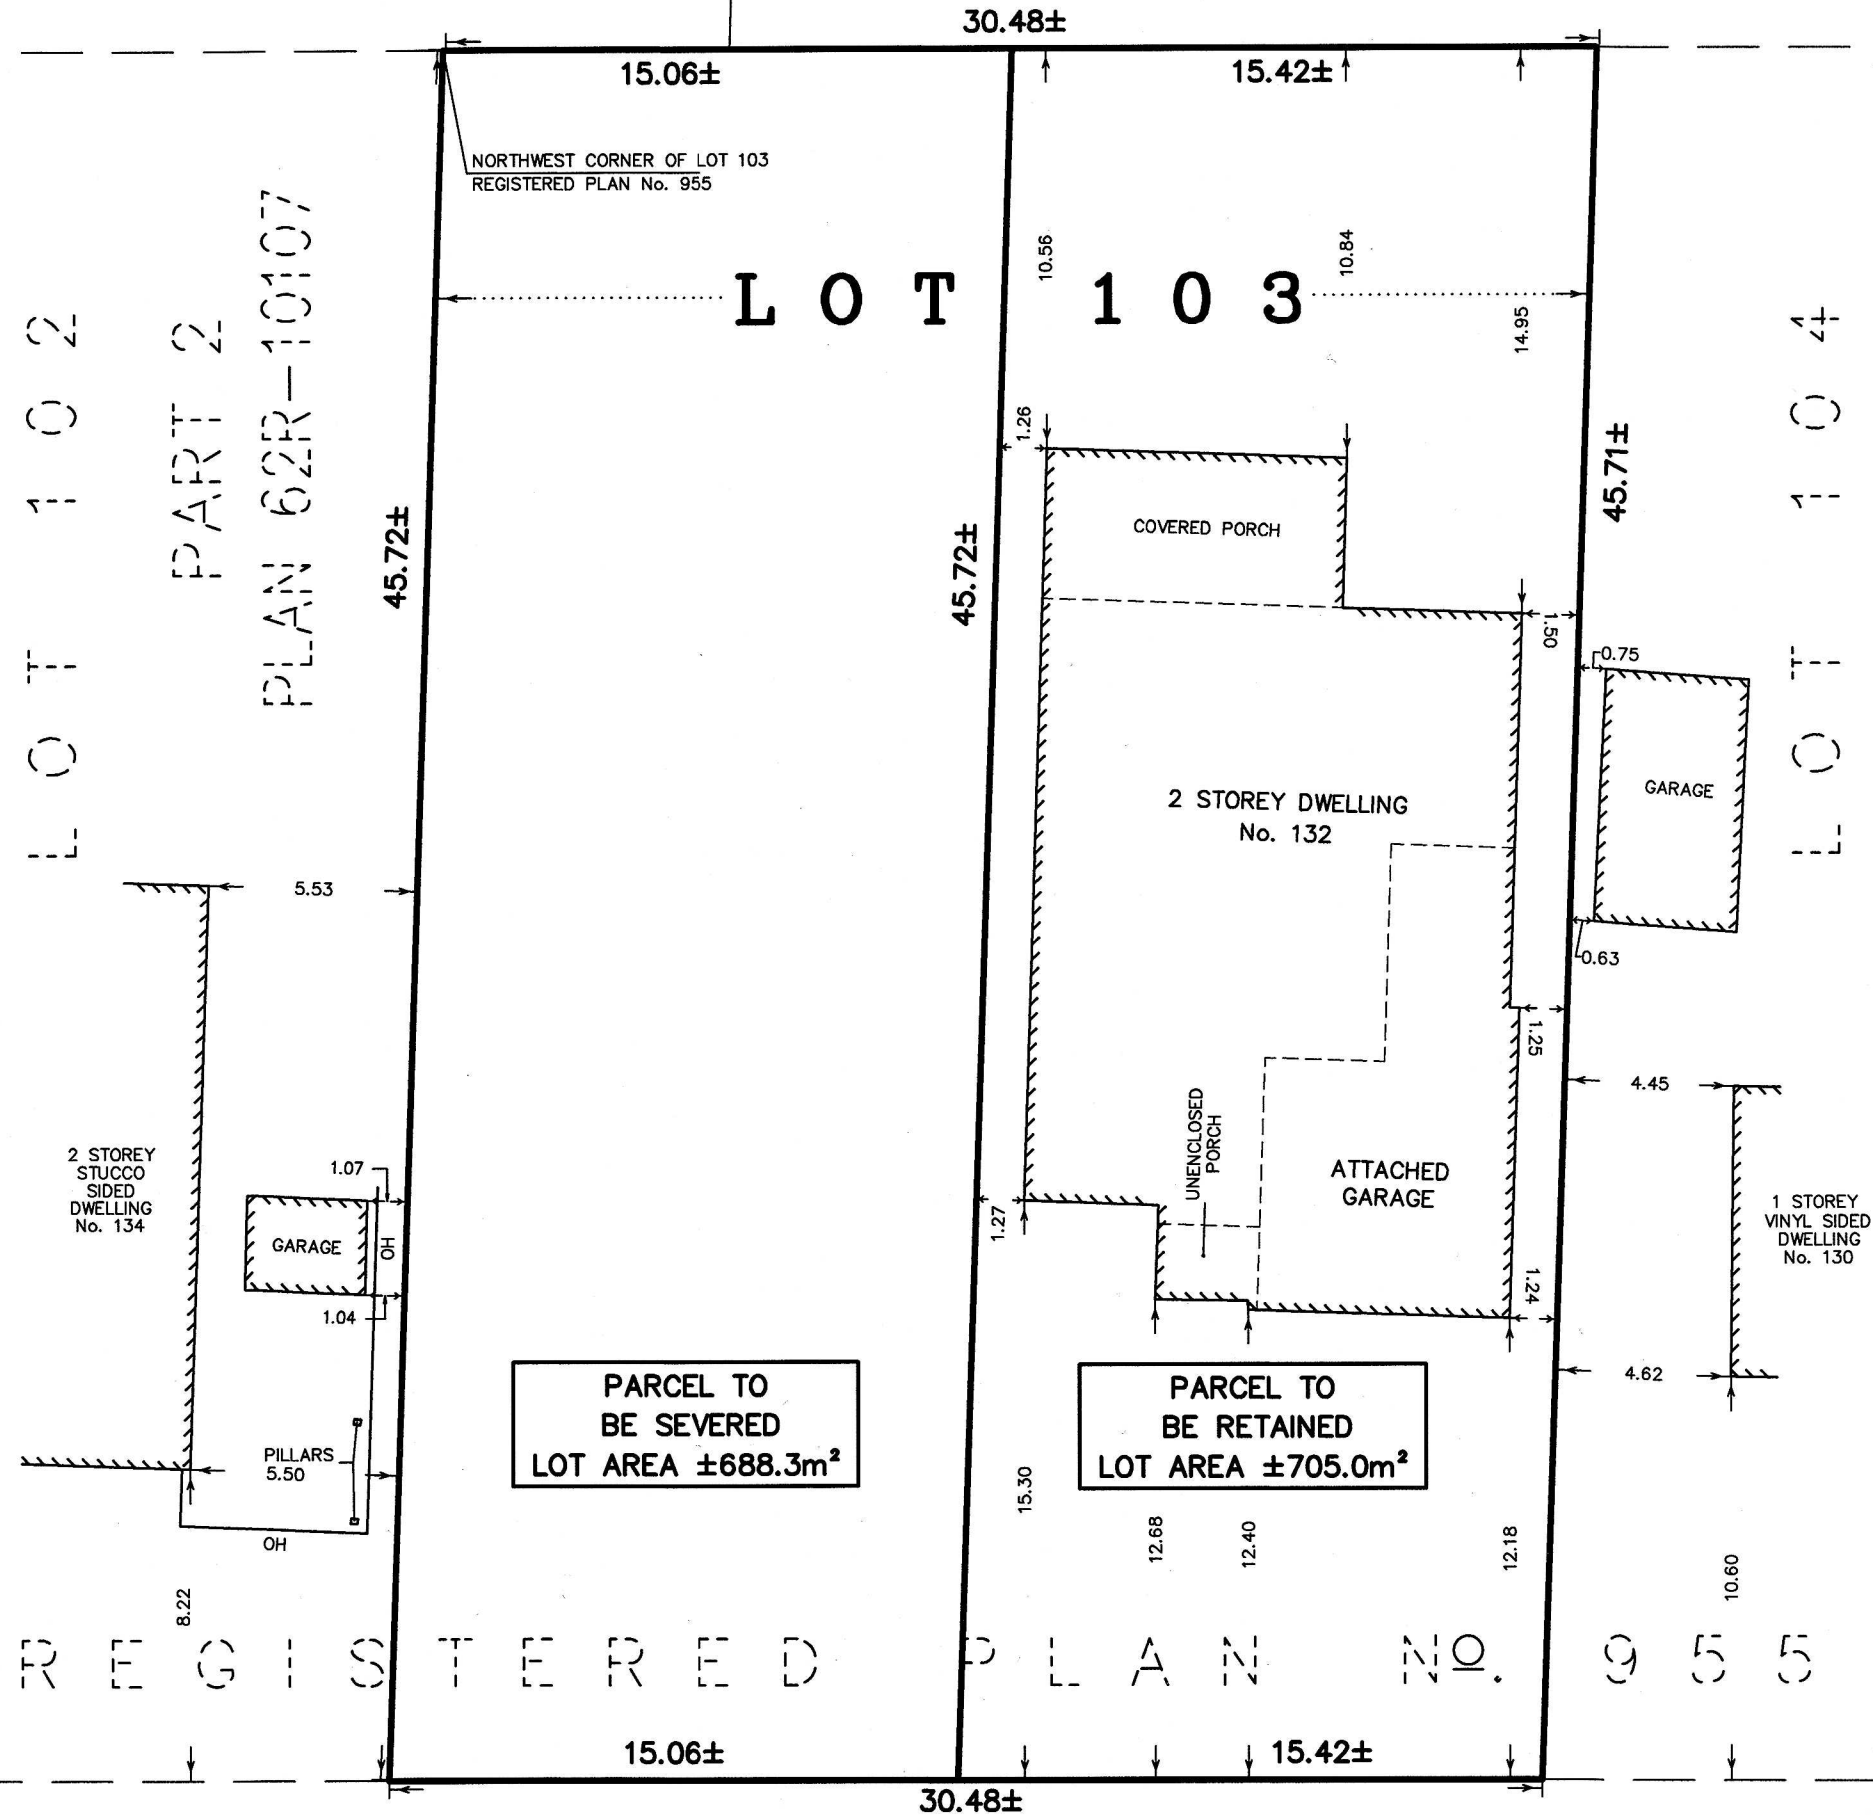 30.48±
15.06±
15.42±
NORTHWEST CORNER OF LOT 103
REGISTERED PLAN No. 955
LOT 103
10.56
10.84
14.95
LOT 102
PART 2
PLAN 62R-10107
45.72±
45.72±
45.71±
LOT 104
1.26
COVERED PORCH
1.50
0.75
GARAGE
0.63
2 STOREY DWELLING
No. 132
5.53
1.25
4.45
2 STOREY
STUCCO
SIDED
DWELLING
No. 134
1.07
GARAGE
OH
1.04
UNENCLOSED
PORCH
ATTACHED
GARAGE
1.27
1.24
1 STOREY
VINYL SIDED
DWELLING
No. 130
4.62
PARCEL TO
BE SEVERED
LOT AREA ±688.3m²
PARCEL TO
BE RETAINED
LOT AREA ±705.0m²
PILLARS
5.50
OH
8.22
15.30
12.68
12.40
12.18
10.60
REGISTERED PLAN No. 955
15.06±
15.42±
30.48±